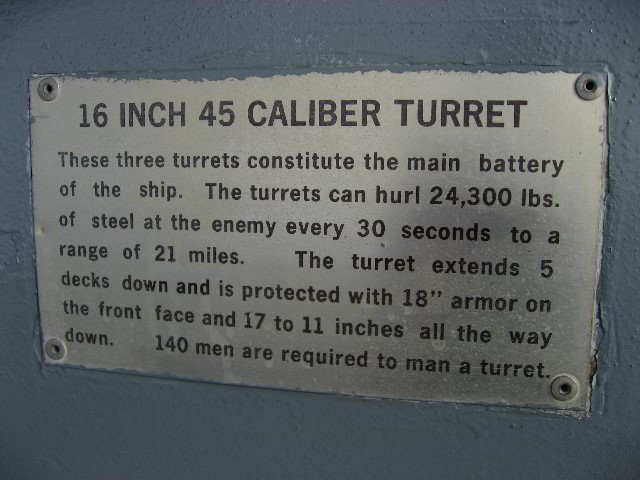 16 INCH 45 CALIBER TURRET
These three turrets constitute the main battery
of the ship. The turrets can hurl 24,300 lbs.
of steel at the enemy every 30 seconds to a
range of 21 miles. The turret extends 5
decks down and is protected with 18" armor on
the front face and 17 to 11 inches all the way
down. 140 men are required to man a turret.